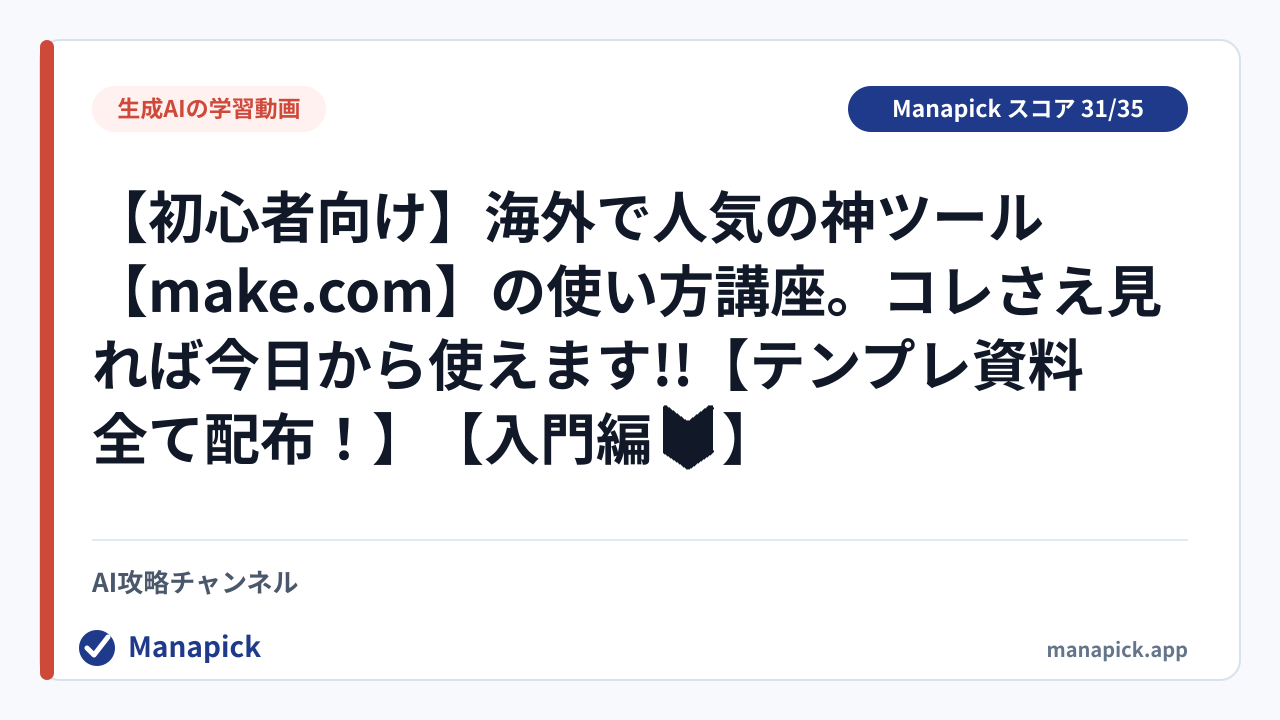 生成AIの学習動画
Manapick スコア 31/35
【初心者向け】海外で人気の神ツール
【make.com】の使い方講座。コレさえ見
れば今日から使えます!!【テンプレ資料
全て配布！】【入門編🔰】
AI攻略チャンネル
Manapick
manapick.app